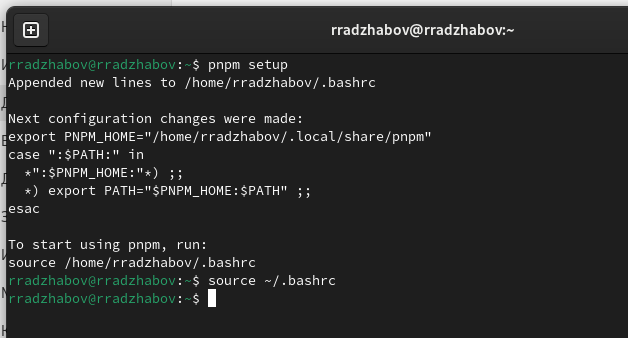 rradzhabov@rradzhabov:~
rradzhabov@rradzhabov:~$ pnpm setup
Appended new lines to /home/rradzhabov/.bashrc
Next configuration changes were made:
export PNPM_HOME="/home/rradzhabov/.local/share/pnpm"
case ":$PATH:" in
  *":$PNPM_HOME:"*) ;;
  *) export PATH="$PNPM_HOME:$PATH" ;;
esac
To start using pnpm, run:
source /home/rradzhabov/.bashrc
rradzhabov@rradzhabov:~$ source ~/.bashrc
rradzhabov@rradzhabov:~$